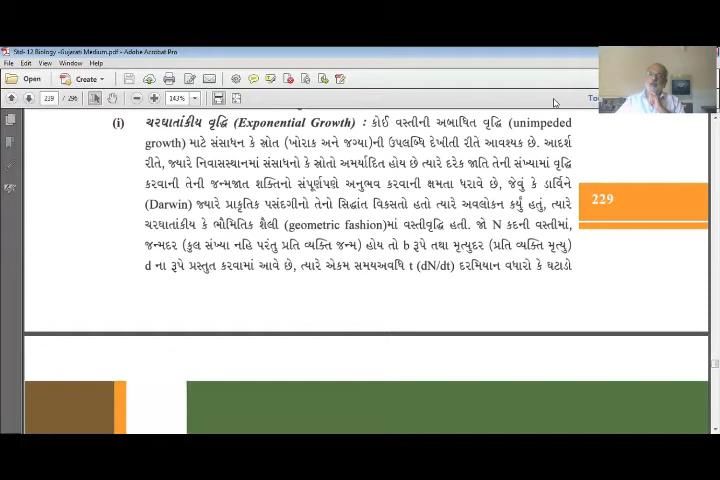 Std- 12 Biology -Gujarati Medium.pdf - Adobe Acrobat Pro
File Edit View Window Help
Open Create
239 / 296 143%
(i) ચરઘાતાંકીય વૃદ્ધિ (Exponential Growth) : કોઈ વસ્તીની અબાધિત વૃદ્ધિ (unimpeded
growth) માટે સંસાધન કે સ્રોત (ખોરાક અને જગ્યા)ની ઉપલબ્ધિ દેખીતી રીતે આવશ્યક છે. આદર્શ
રીતે, જ્યારે નિવાસસ્થાનમાં સંસાધનો કે સ્રોતો અમર્યાદિત હોય છે ત્યારે દરેક જાતિ તેની સંખ્યામાં વૃદ્ધિ
કરવાની તેની જન્મજાત શક્તિનો સંપૂર્ણપણે અનુભવ કરવાની ક્ષમતા ધરાવે છે, જેવું કે ડાર્વિને
(Darwin) જ્યારે પ્રાકૃતિક પસંદગીનો તેનો સિદ્ધાંત વિકસતો હતો ત્યારે અવલોકન કર્યું હતું, ત્યારે
229
ચરઘાતાંકીય કે ભૌમિતિક શૈલી (geometric fashion)માં વસ્તીવૃદ્ધિ હતી. જો N કદની વસ્તીમાં,
જન્મદર (કુલ સંખ્યા નહિ પરંતુ પ્રતિ વ્યક્તિ જન્મ) હોય તો b રૂપે તથા મૃત્યુદર (પ્રતિ વ્યક્તિ મૃત્યુ)
d ના રૂપે પ્રસ્તુત કરવામાં આવે છે, ત્યારે એકમ સમયઅવધિ t (dN/dt) દરમિયાન વધારો કે ઘટાડો